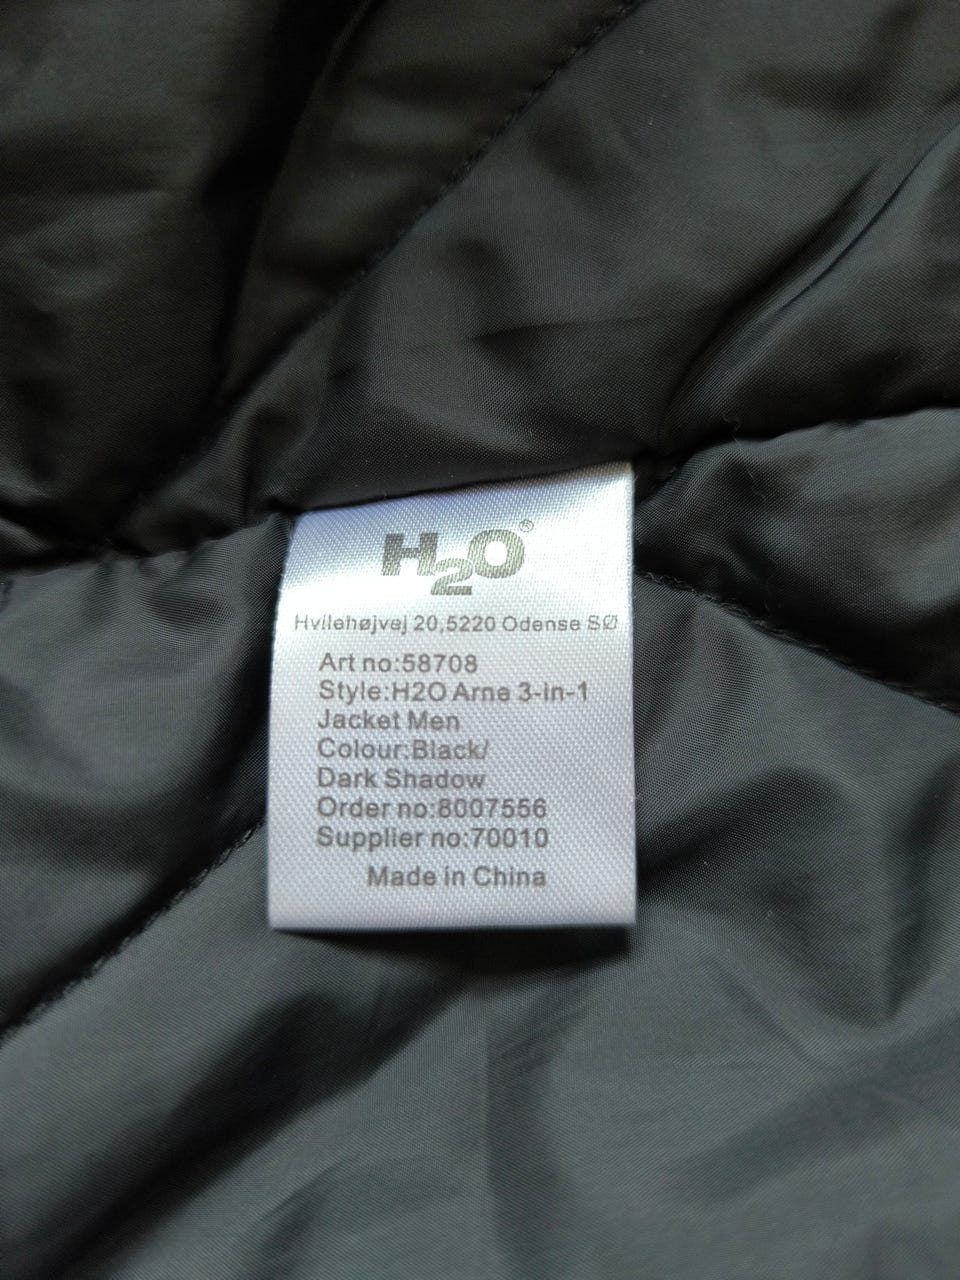 H2O®
Hvilehøjvej 20,5220 Odense SØ
Art no:58708
Style:H2O Arne 3-in-1
Jacket Men
Colour:Black/
Dark Shadow
Order no:8007556
Supplier no:70010
Made in China